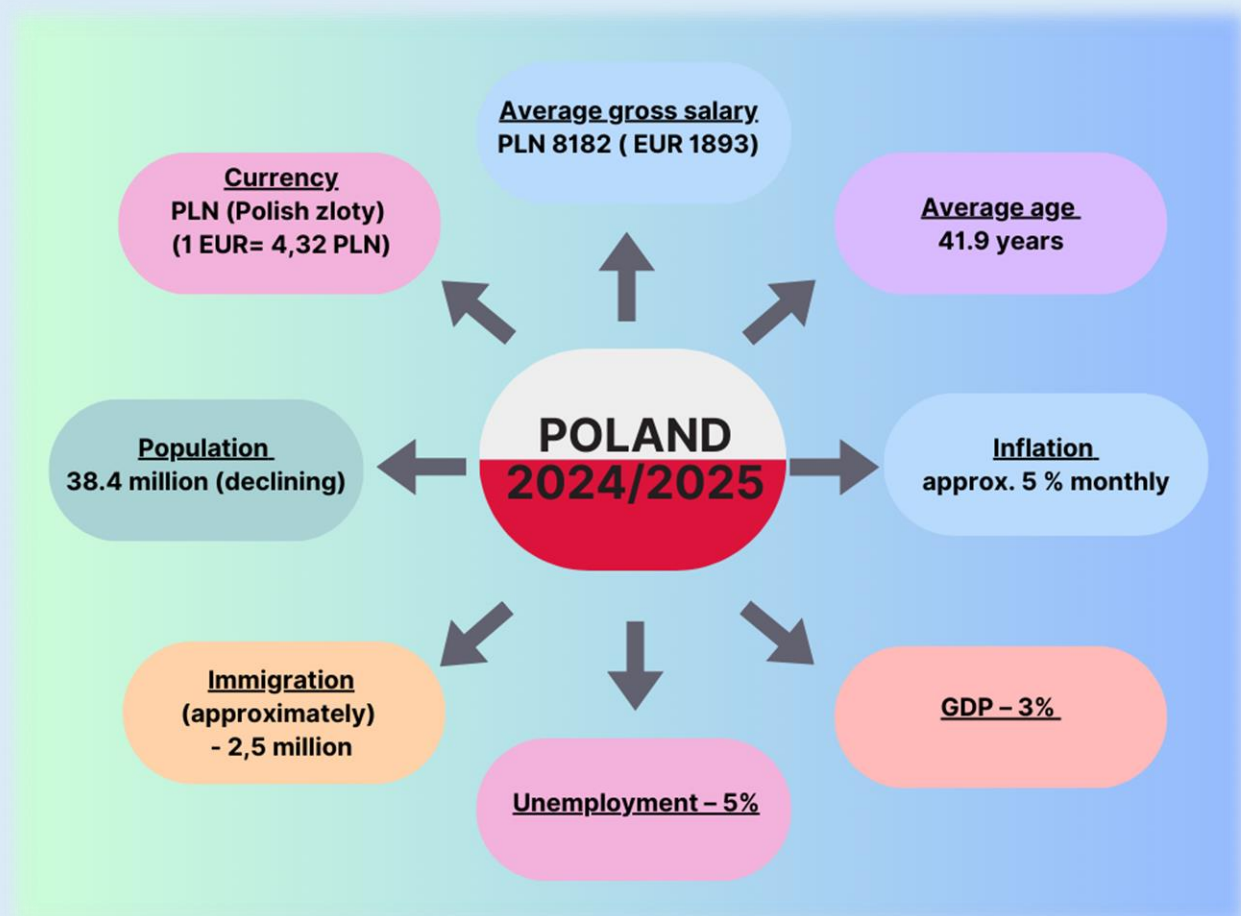 Average gross salary
PLN 8182 ( EUR 1893)
Currency
PLN (Polish zloty)
(1 EUR= 4,32 PLN)
Average age
41.9 years
POLAND
2024/2025
Population
38.4 million (declining)
Inflation
approx. 5 % monthly
Immigration
(approximately)
- 2,5 million
GDP – 3%
Unemployment – 5%